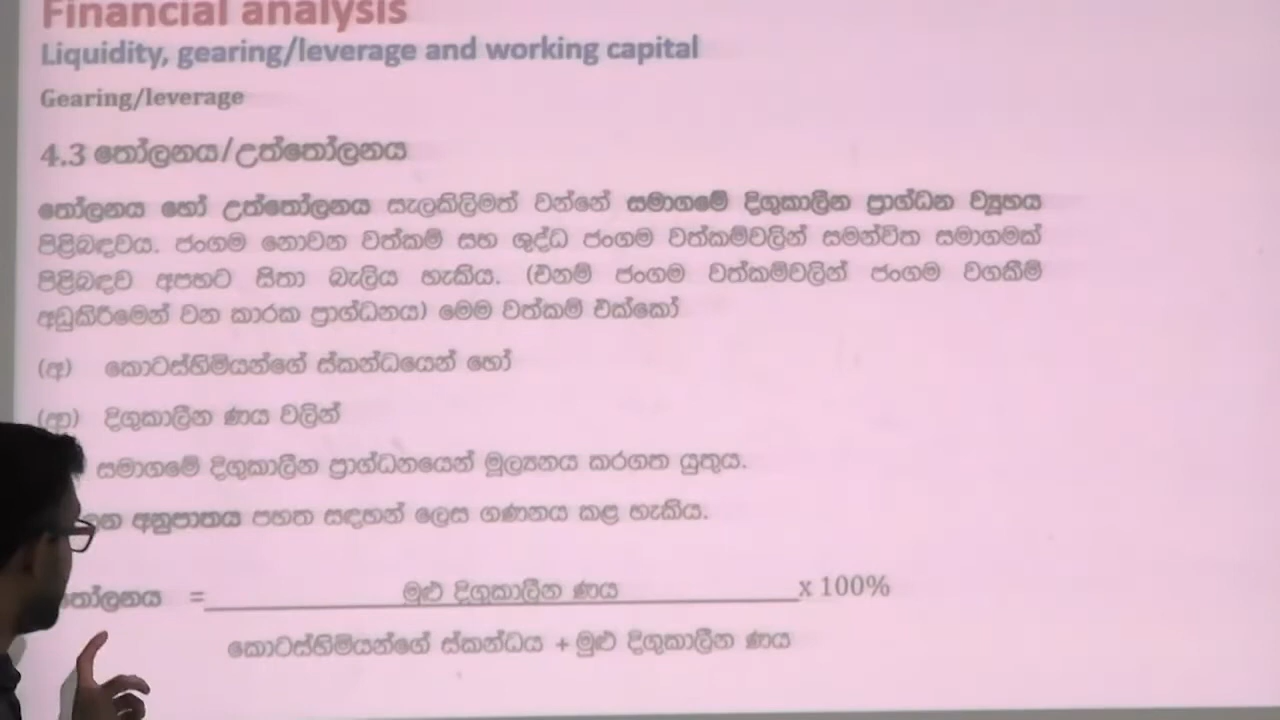 Financial analysis
Liquidity, gearing/leverage and working capital
Gearing/leverage
4.3 තෝලනය/උත්තෝලනය
තෝලනය හෝ උත්තෝලනය සැලකිලිමත් වන්නේ සමාගමේ දිගුකාලීන ප්‍රාග්ධන ව්‍යුහය
පිළිබඳවය. ජංගම නොවන වත්කම් සහ ශුද්ධ ජංගම වත්කම්වලින් සමන්විත සමාගමක්
පිළිබඳව අපහට සිතා බැලිය හැකිය. (එනම් ජංගම වත්කම්වලින් ජංගම වගකීම්
අඩුකිරීමෙන් වන කාරක ප්‍රාග්ධනය) මෙම වත්කම් එක්කෝ
(අ) කොටස්හිමියන්ගේ ස්කන්ධයෙන් හෝ
(ආ) දිගුකාලීන ණය වලින්
සමාගමේ දිගුකාලීන ප්‍රාග්ධනයෙන් මූල්‍යනය කරගත යුතුය.
අනුපාතය පහත සඳහන් ලෙස ගණනය කළ හැකිය.
තෝලනය = මුළු දිගුකාලීන ණය x 100%
කොටස්හිමියන්ගේ ස්කන්ධය + මුළු දිගුකාලීන ණය